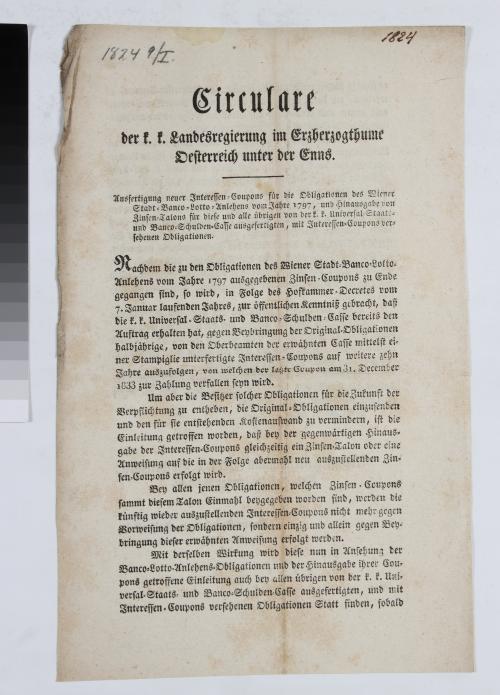 1824 9/I.
1824
Circulare
der k. k. Landesregierung im Erzherzogthume
Oesterreich unter der Enns.
Ausfertigung neuer Interessen-Coupons für die Obligationen des Wiener
Stadt-Banco-Lotto-Anlehens vom Jahre 1797, und Hinausgabe von
Zinsen-Talons für diese und alle übrigen von der k. k. Universal-Staats-
und Banco-Schulden-Casse ausgefertigten, mit Interessen-Coupons ver-
sehenen Obligationen.
Nachdem die zu den Obligationen des Wiener Stadt-Banco-Lotto-
Anlehens vom Jahre 1797 ausgegebenen Zinsen-Coupons zu Ende
gegangen sind, so wird, in Folge des Hofkammer-Decretes vom
7. Januar laufenden Jahres, zur öffentlichen Kenntniß gebracht, daß
die k. k. Universal-Staats- und Banco-Schulden-Casse bereits den
Auftrag erhalten hat, gegen Beybringung der Original-Obligationen
halbjährige, von den Oberbeamten der erwähnten Casse mittelst ei-
ner Stampiglie unterfertigte Interessen-Coupons auf weitere zehn
Jahre auszufolgen, von welchen der letzte Coupon am 31. December
1833 zur Zahlung verfallen seyn wird.
Um aber die Besitzer solcher Obligationen für die Zukunft der
Verpflichtung zu entheben, die Original-Obligationen einzusenden
und den für sie entstehenden Kostenaufwand zu vermindern, ist die
Einleitung getroffen worden, daß bey der gegenwärtigen Hinaus-
gabe der Interessen-Coupons gleichzeitig ein Zinsen-Talon oder eine
Anweisung auf die in der Folge abermahl neu auszustellenden Zin-
sen-Coupons erfolgt wird.
Bey allen jenen Obligationen, welchen Zinsen-Coupons
sammt diesem Talon Einmahl beygegeben worden sind, werden die
künftig wieder auszustellenden Interessen-Coupons nicht mehr gegen
Vorweisung der Obligationen, sondern einzig und allein gegen Bey-
bringung dieser erwähnten Anweisung erfolgt werden.
Mit derselben Wirkung wird diese nun in Ansehung der
Banco-Lotto-Anlehens-Obligationen und der Hinausgabe ihrer Cou-
pons getroffene Einleitung auch bey allen übrigen von der k. k. Uni-
versal-Staats- und Banco-Schulden-Casse ausgefertigten, und mit
Interessen-Coupons versehenen Obligationen Statt finden, sobald